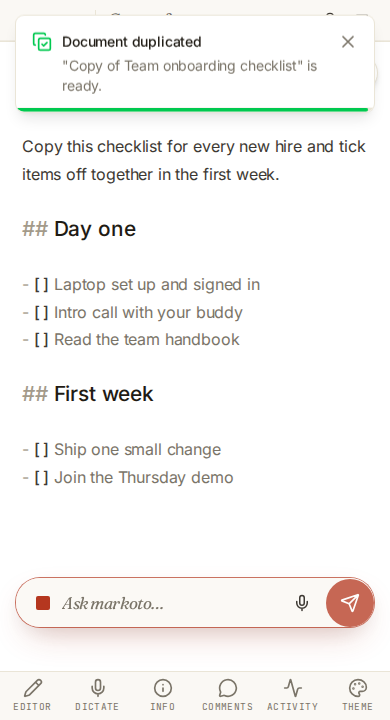 Document duplicated
"Copy of Team onboarding checklist" is
ready.
Copy this checklist for every new hire and tick
items off together in the first week.
## Day one
- [ ] Laptop set up and signed in
- [ ] Intro call with your buddy
- [ ] Read the team handbook
## First week
- [ ] Ship one small change
- [ ] Join the Thursday demo
Ask markoto...
EDITOR DICTATE INFO COMMENTS ACTIVITY THEME